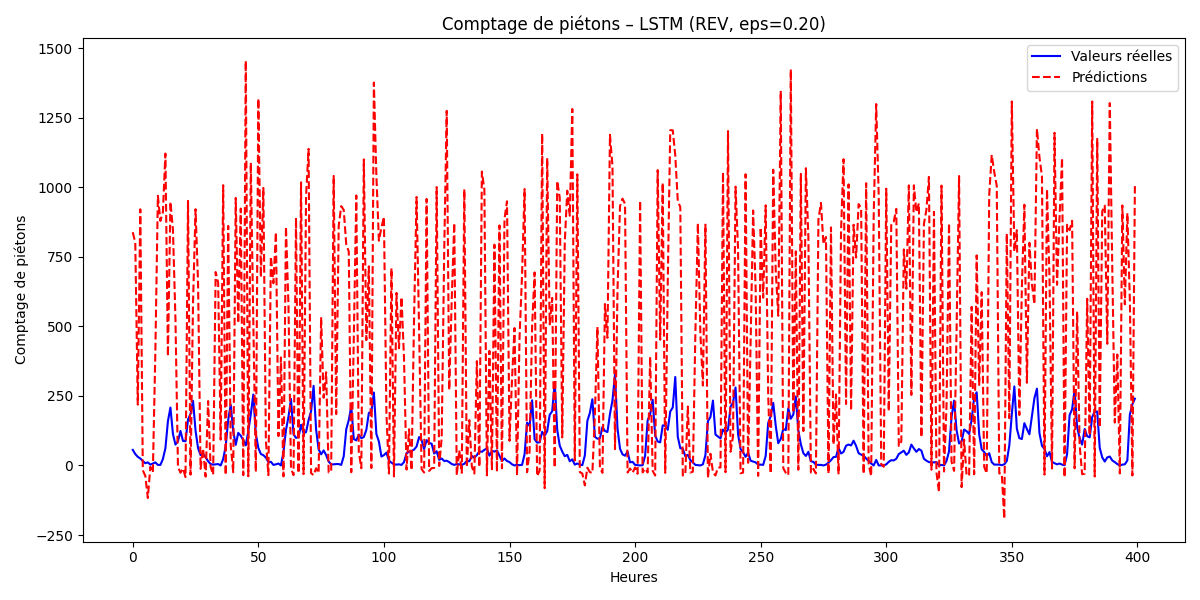 Comptage de piétons – LSTM (REV, eps=0.20)
Valeurs réelles
Prédictions
Comptage de piétons
1500
1250
1000
750
500
250
0
−250
0 50 100 150 200 250 300 350 400
Heures